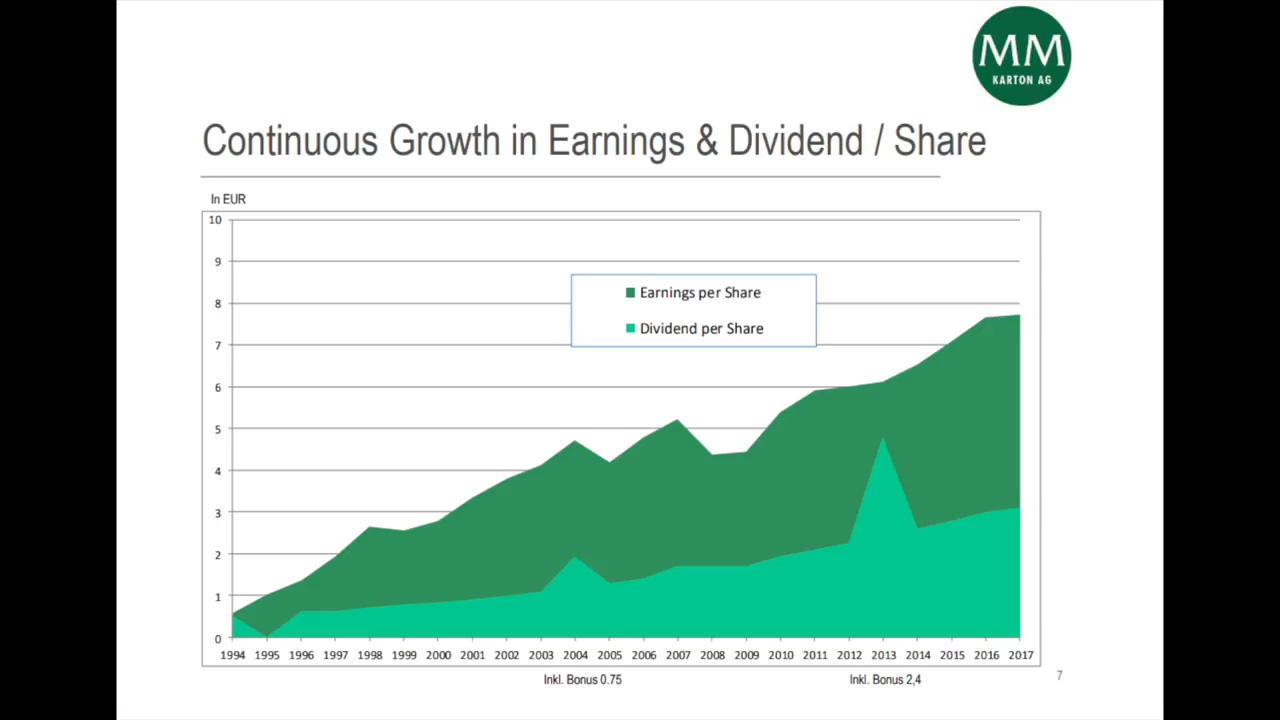 MM
KARTON AG
Continuous Growth in Earnings & Dividend / Share
In EUR
10
9
8
7
6
5
4
3
2
1
0
Earnings per Share
Dividend per Share
1994 1995 1996 1997 1998 1999 2000 2001 2002 2003 2004 2005 2006 2007 2008 2009 2010 2011 2012 2013 2014 2015 2016 2017
Inkl. Bonus 0.75 Inkl. Bonus 2,4
7